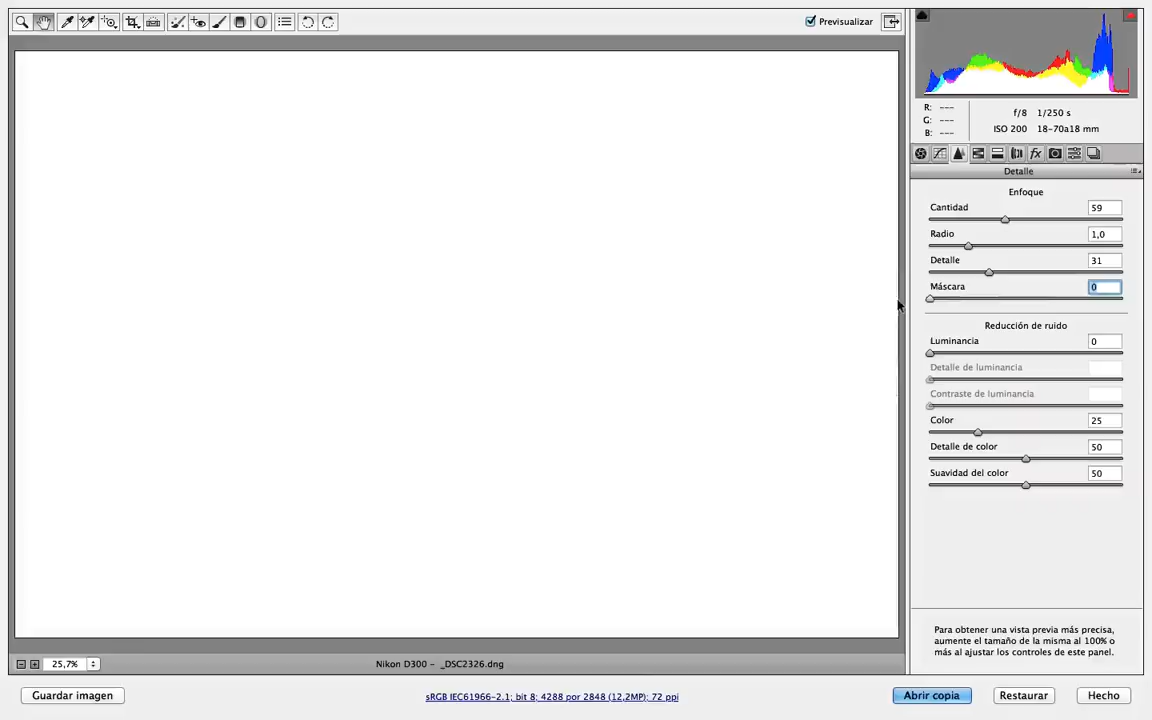 Previsualizar
R: ---
G: ---
B: ---
f/8 1/250 s
ISO 200 18-70a18 mm
fx
Detalle
Enfoque
Cantidad 59
Radio 1,0
Detalle 31
Máscara 0
Reducción de ruido
Luminancia 0
Detalle de luminancia
Contraste de luminancia
Color 25
Detalle de color 50
Suavidad del color 50
Para obtener una vista previa más precisa,
aumente el tamaño de la misma al 100% o
más al ajustar los controles de este panel.
25,7%
Nikon D300 - _DSC2326.dng
Guardar imagen
sRGB IEC61966-2.1; bit 8; 4288 por 2848 (12,2MP); 72 ppi
Abrir copia
Restaurar
Hecho